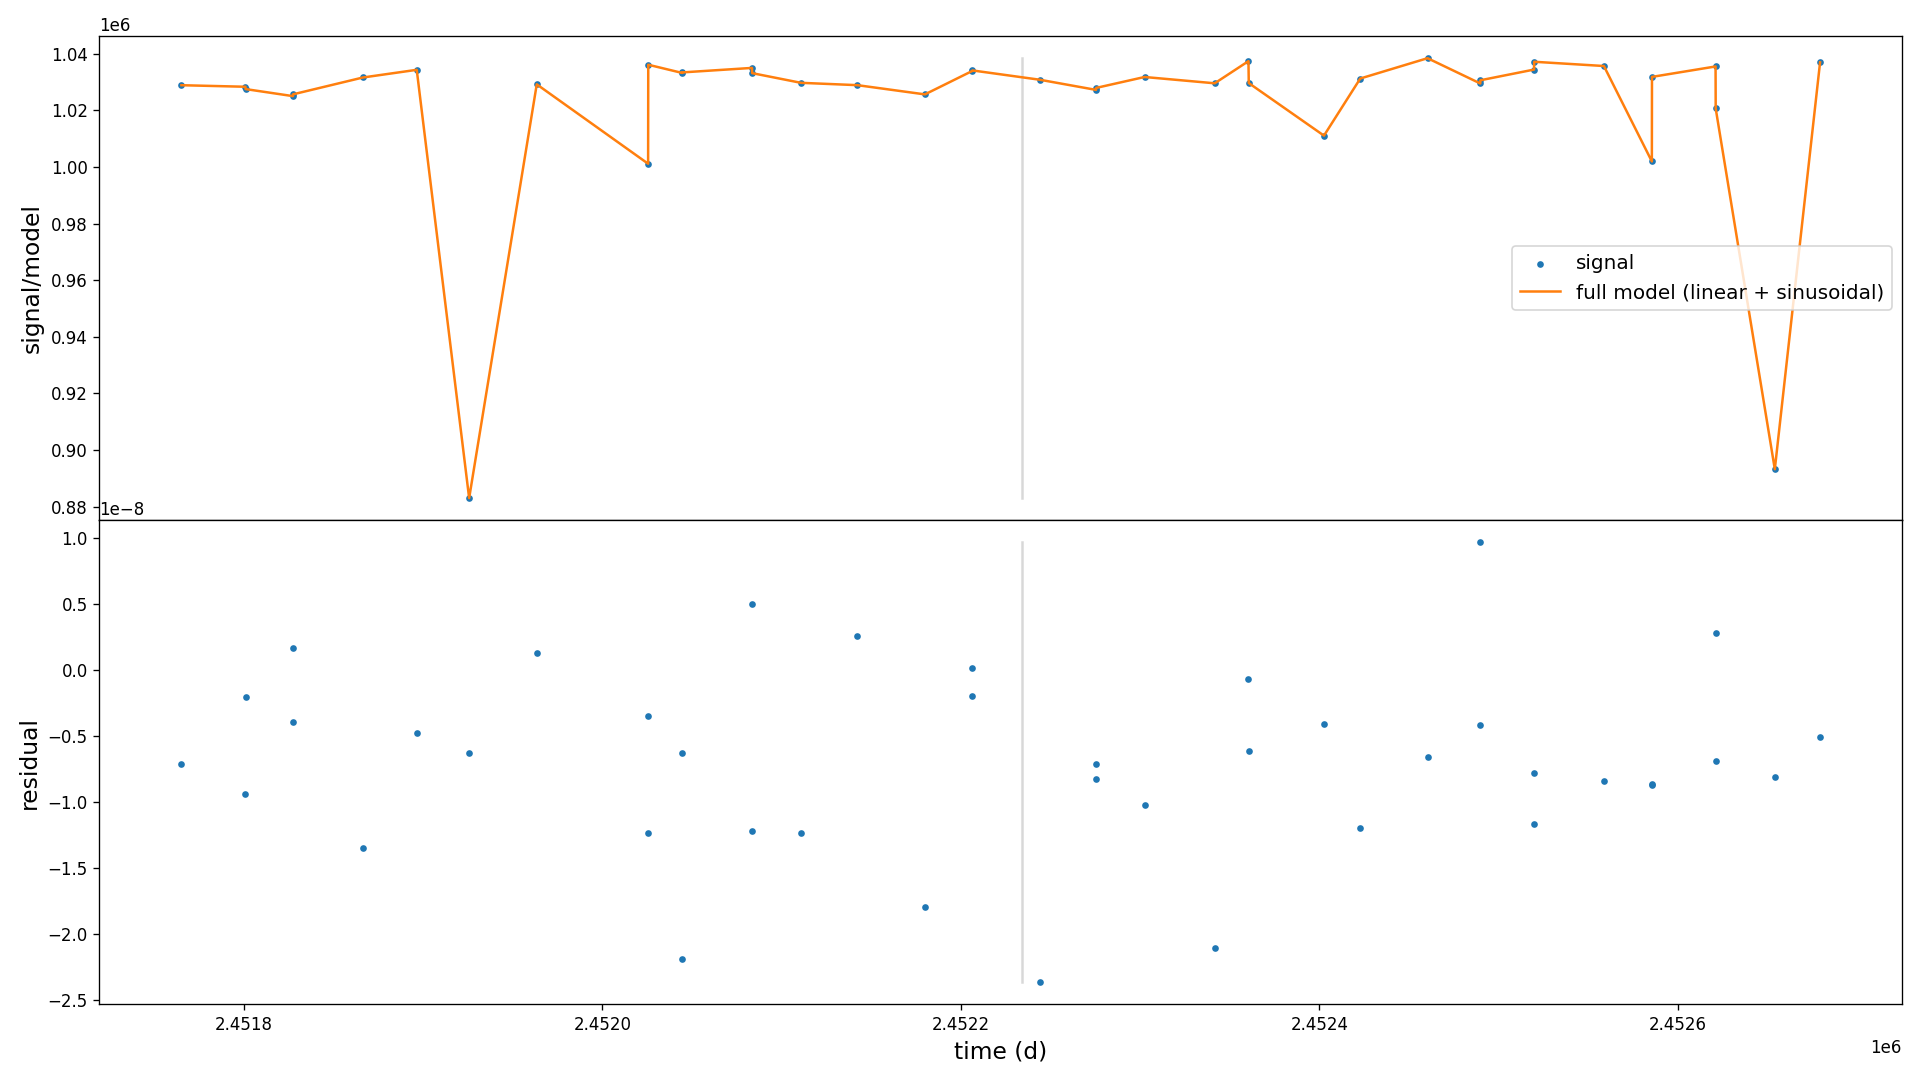 1e6
1.04
1.02
1.00
0.98
0.96
0.94
0.92
0.90
0.88
signal/model
signal
full model (linear + sinusoidal)
1e−8
1.0
0.5
0.0
−0.5
−1.0
−1.5
−2.0
−2.5
residual
2.4518 2.4520 2.4522 2.4524 2.4526
time (d)
1e6